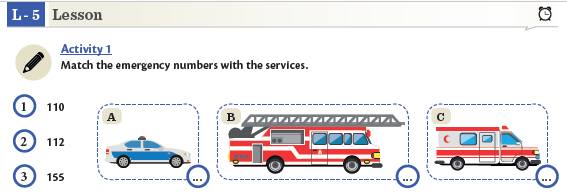 L - 5 Lesson
Activity 1
Match the emergency numbers with the services.
1 110
2 112
3 155
A
...
B
...
C
...